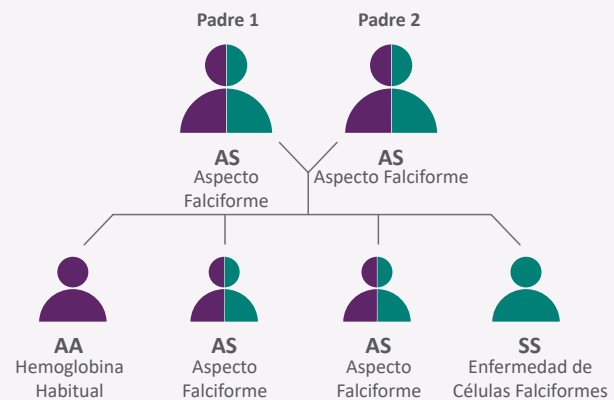 Padre 1
Padre 2
AS
Aspecto
Falciforme
AS
Aspecto Falciforme
AA
Hemoglobina
Habitual
AS
Aspecto
Falciforme
AS
Aspecto
Falciforme
SS
Enfermedad de
Células Falciformes